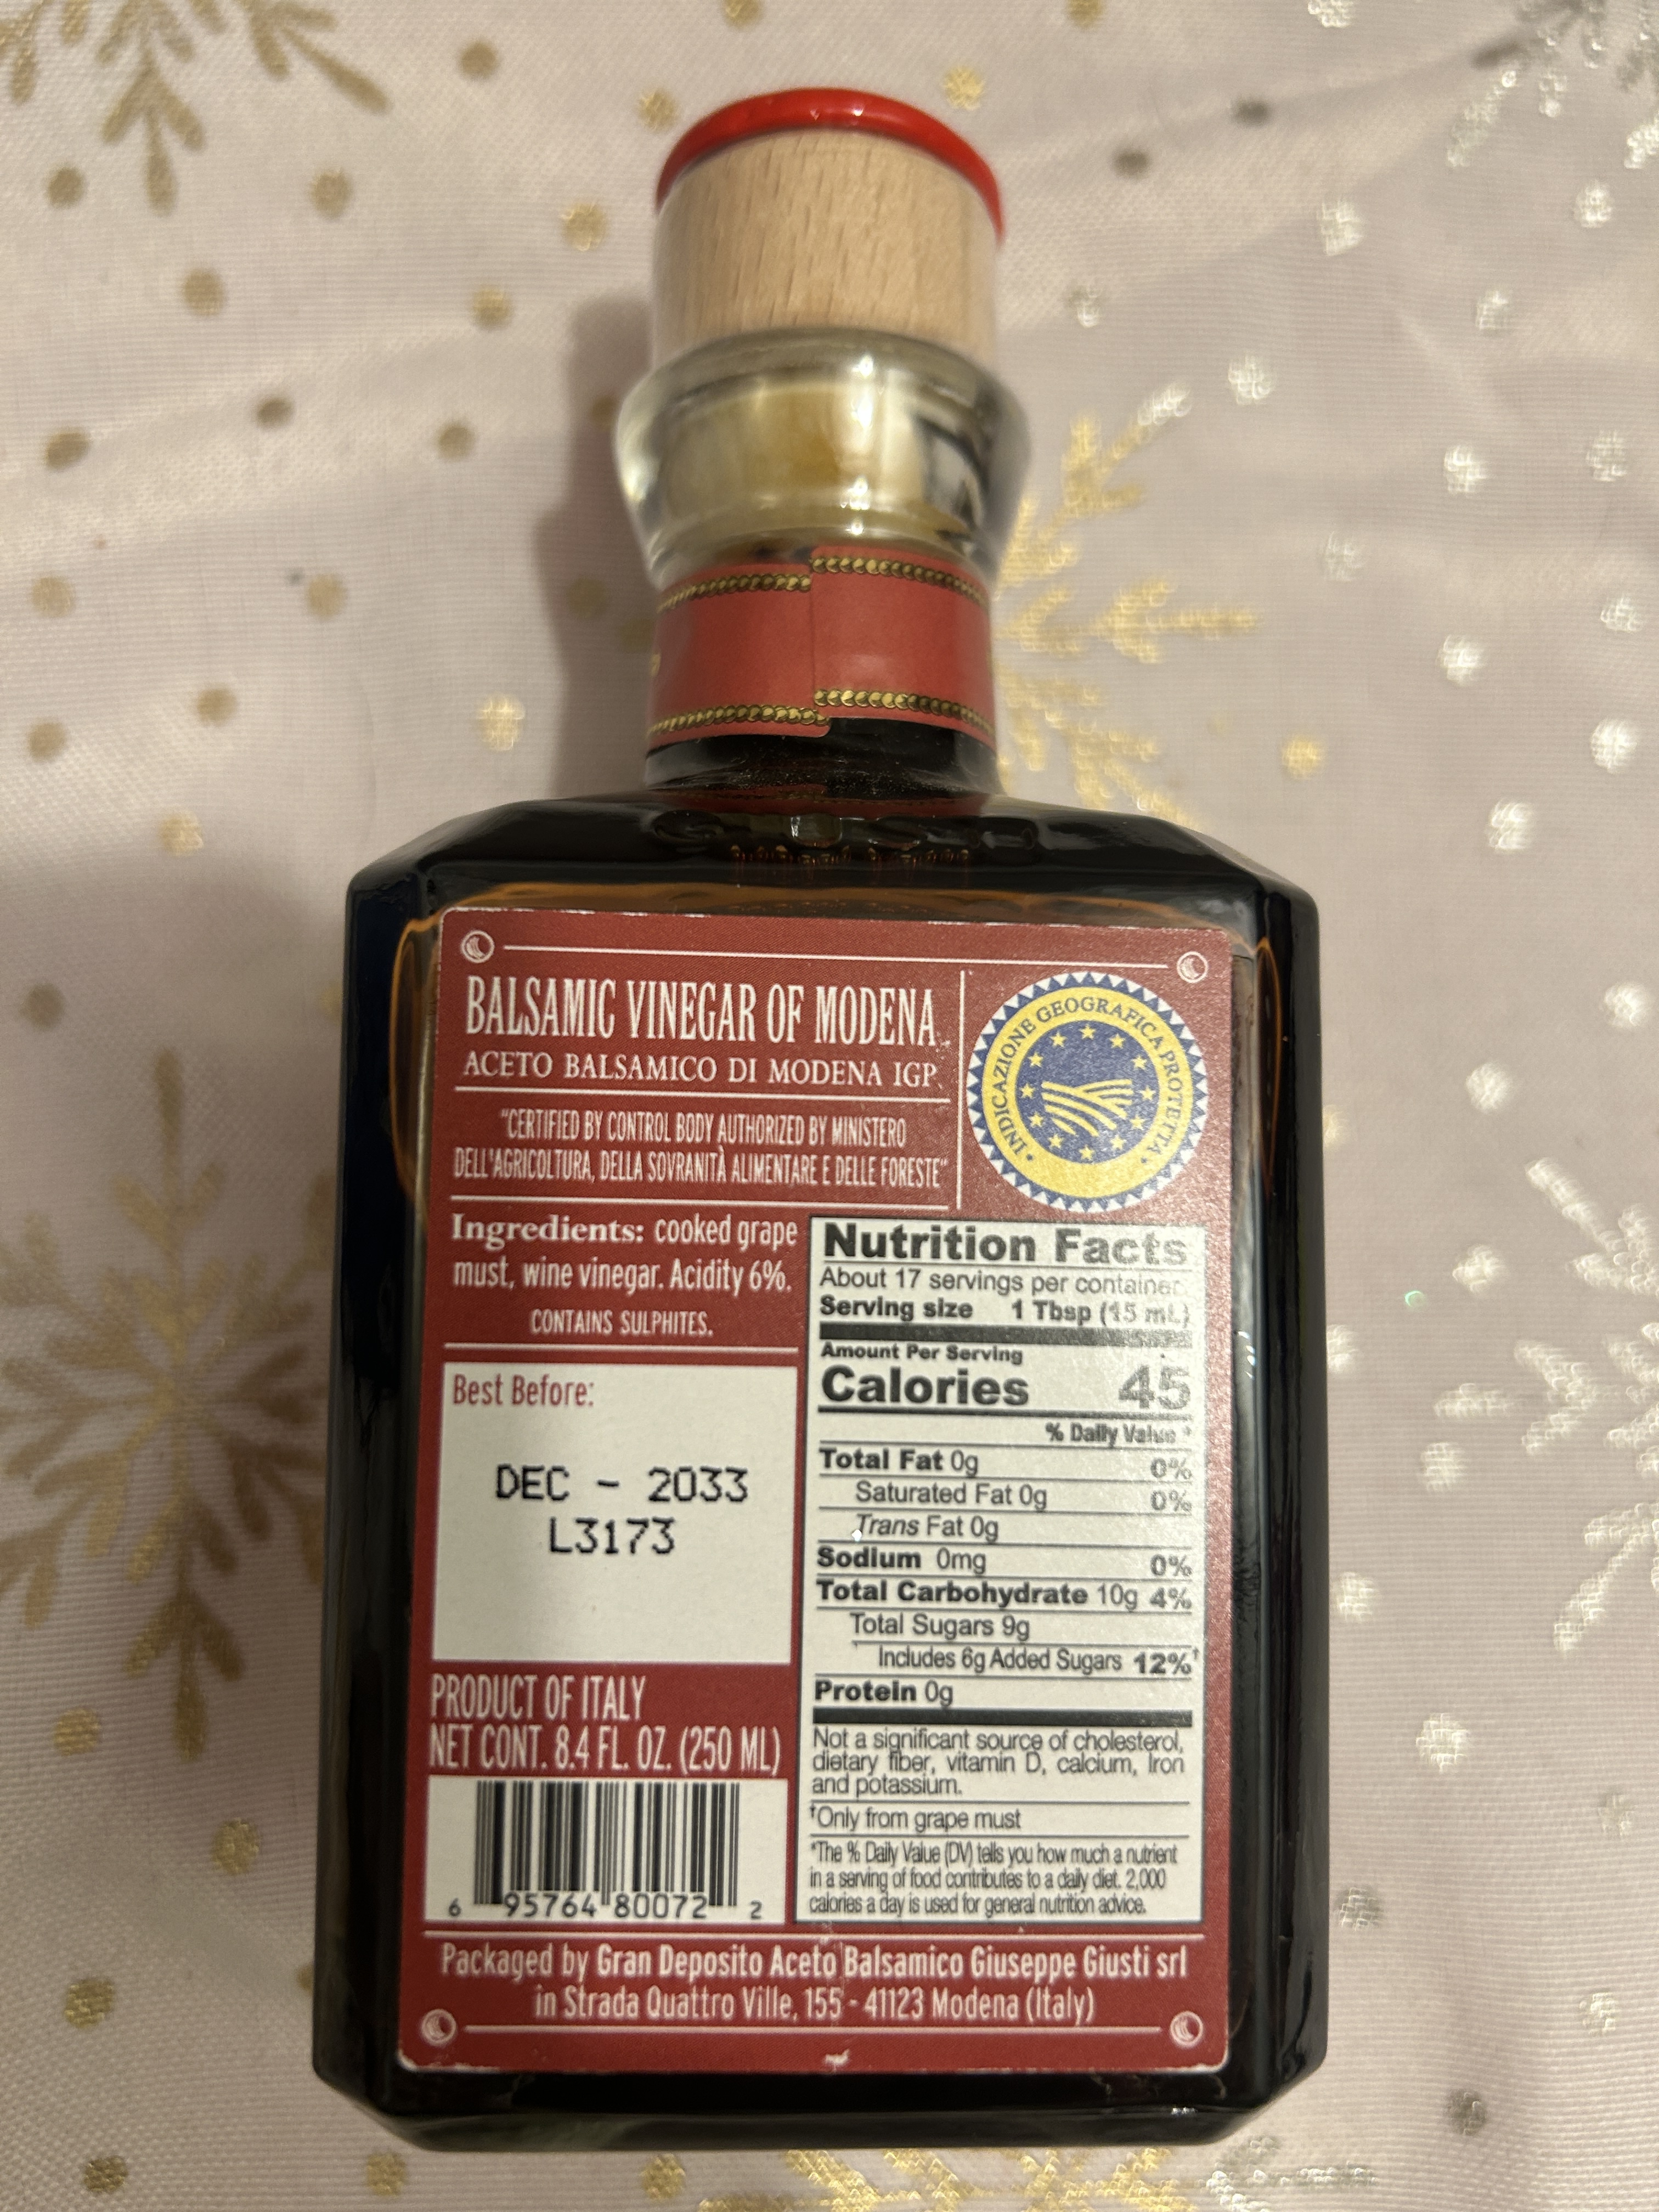 BALSAMIC VINEGAR OF MODENA
ACETO BALSAMICO DI MODENA IGP
"CERTIFIED BY CONTROL BODY AUTHORIZED BY MINISTERO
DELL'AGRICOLTURA, DELLA SOVRANITÀ ALIMENTARE E DELLE FORESTE"
INDICAZIONE GEOGRAFICA PROTETTA
Ingredients: cooked grape
must, wine vinegar. Acidity 6%.
CONTAINS SULPHITES.
Best Before:
DEC - 2033
L3173
PRODUCT OF ITALY
NET CONT. 8.4 FL. OZ. (250 ML)
6 95764 80072 2
Nutrition Facts
About 17 servings per container
Serving size 1 Tbsp (15 mL)
Amount Per Serving
Calories 45
% Daily Value *
Total Fat 0g 0%
Saturated Fat 0g 0%
Trans Fat 0g
Sodium 0mg 0%
Total Carbohydrate 10g 4%
Total Sugars 9g
Includes 6g Added Sugars 12%†
Protein 0g
Not a significant source of cholesterol,
dietary fiber, vitamin D, calcium, Iron
and potassium.
†Only from grape must
*The % Daily Value (DV) tells you how much a nutrient
in a serving of food contributes to a daily diet. 2,000
calories a day is used for general nutrition advice.
Packaged by Gran Deposito Aceto Balsamico Giuseppe Giusti srl
in Strada Quattro Ville, 155 - 41123 Modena (Italy)